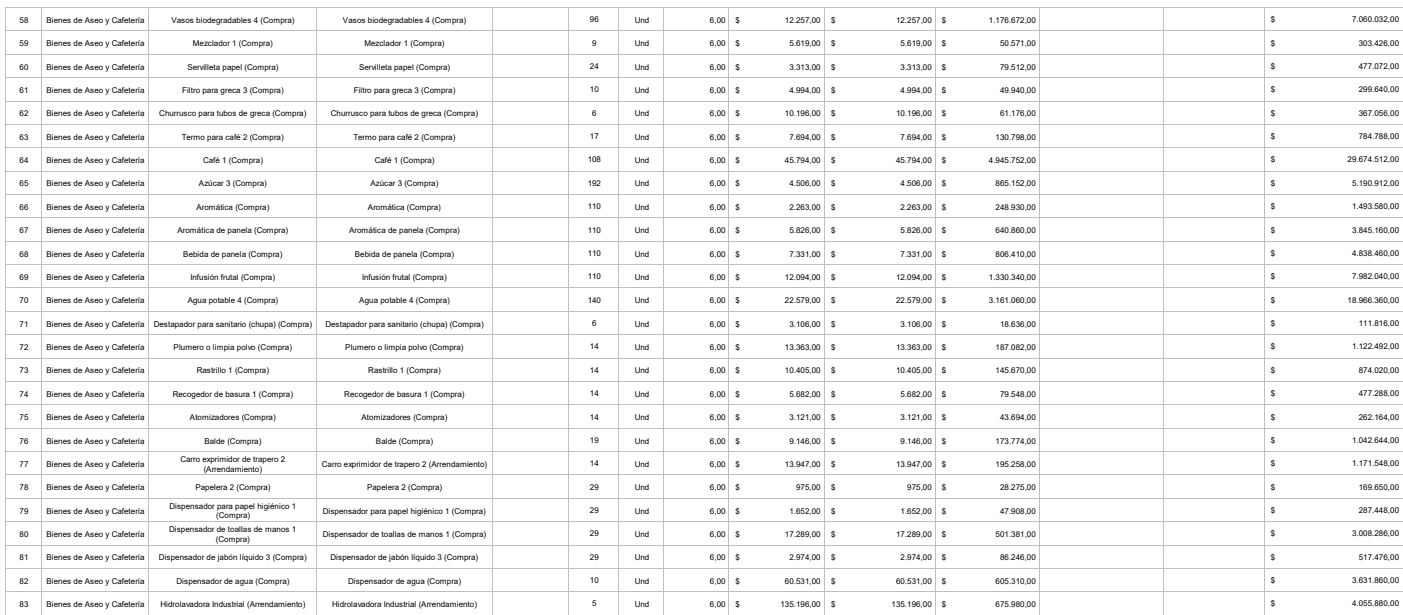 58 Bienes de Aseo y Cafetería Vasos biodegradables 4 (Compra) Vasos biodegradables 4 (Compra) 96 Und 6,00 $ 12.257,00 $ 12.257,00 $ 1.176.672,00 $ 7.060.032,00
59 Bienes de Aseo y Cafetería Mezclador 1 (Compra) Mezclador 1 (Compra) 9 Und 6,00 $ 5.619,00 $ 5.619,00 $ 50.571,00 $ 303.426,00
60 Bienes de Aseo y Cafetería Servilleta papel (Compra) Servilleta papel (Compra) 24 Und 6,00 $ 3.313,00 $ 3.313,00 $ 79.512,00 $ 477.072,00
61 Bienes de Aseo y Cafetería Filtro para greca 3 (Compra) Filtro para greca 3 (Compra) 10 Und 6,00 $ 4.994,00 $ 4.994,00 $ 49.940,00 $ 299.640,00
62 Bienes de Aseo y Cafetería Churrusco para tubos de greca (Compra) Churrusco para tubos de greca (Compra) 6 Und 6,00 $ 10.196,00 $ 10.196,00 $ 61.176,00 $ 367.056,00
63 Bienes de Aseo y Cafetería Termo para café 2 (Compra) Termo para café 2 (Compra) 17 Und 6,00 $ 7.694,00 $ 7.694,00 $ 130.798,00 $ 784.788,00
64 Bienes de Aseo y Cafetería Café 1 (Compra) Café 1 (Compra) 108 Und 6,00 $ 45.794,00 $ 45.794,00 $ 4.945.752,00 $ 29.674.512,00
65 Bienes de Aseo y Cafetería Azúcar 3 (Compra) Azúcar 3 (Compra) 192 Und 6,00 $ 4.506,00 $ 4.506,00 $ 865.152,00 $ 5.190.912,00
66 Bienes de Aseo y Cafetería Aromática (Compra) Aromática (Compra) 110 Und 6,00 $ 2.263,00 $ 2.263,00 $ 248.930,00 $ 1.493.580,00
67 Bienes de Aseo y Cafetería Aromática de panela (Compra) Aromática de panela (Compra) 110 Und 6,00 $ 5.826,00 $ 5.826,00 $ 640.860,00 $ 3.845.160,00
68 Bienes de Aseo y Cafetería Bebida de panela (Compra) Bebida de panela (Compra) 110 Und 6,00 $ 7.331,00 $ 7.331,00 $ 806.410,00 $ 4.838.460,00
69 Bienes de Aseo y Cafetería Infusión frutal (Compra) Infusión frutal (Compra) 110 Und 6,00 $ 12.094,00 $ 12.094,00 $ 1.330.340,00 $ 7.982.040,00
70 Bienes de Aseo y Cafetería Agua potable 4 (Compra) Agua potable 4 (Compra) 140 Und 6,00 $ 22.579,00 $ 22.579,00 $ 3.161.060,00 $ 18.966.360,00
71 Bienes de Aseo y Cafetería Destapador para sanitario (chupa) (Compra) Destapador para sanitario (chupa) (Compra) 6 Und 6,00 $ 3.106,00 $ 3.106,00 $ 18.636,00 $ 111.816,00
72 Bienes de Aseo y Cafetería Plumero o limpia polvo (Compra) Plumero o limpia polvo (Compra) 14 Und 6,00 $ 13.363,00 $ 13.363,00 $ 187.082,00 $ 1.122.492,00
73 Bienes de Aseo y Cafetería Rastrillo 1 (Compra) Rastrillo 1 (Compra) 14 Und 6,00 $ 10.405,00 $ 10.405,00 $ 145.670,00 $ 874.020,00
74 Bienes de Aseo y Cafetería Recogedor de basura 1 (Compra) Recogedor de basura 1 (Compra) 14 Und 6,00 $ 5.682,00 $ 5.682,00 $ 79.548,00 $ 477.288,00
75 Bienes de Aseo y Cafetería Atomizadores (Compra) Atomizadores (Compra) 14 Und 6,00 $ 3.121,00 $ 3.121,00 $ 43.694,00 $ 262.164,00
76 Bienes de Aseo y Cafetería Balde (Compra) Balde (Compra) 19 Und 6,00 $ 9.146,00 $ 9.146,00 $ 173.774,00 $ 1.042.644,00
77 Bienes de Aseo y Cafetería Carro exprimidor de trapero 2 (Arrendamiento) Carro exprimidor de trapero 2 (Arrendamiento) 14 Und 6,00 $ 13.947,00 $ 13.947,00 $ 195.258,00 $ 1.171.548,00
78 Bienes de Aseo y Cafetería Papelera 2 (Compra) Papelera 2 (Compra) 29 Und 6,00 $ 975,00 $ 975,00 $ 28.275,00 $ 169.650,00
79 Bienes de Aseo y Cafetería Dispensador para papel higiénico 1 (Compra) Dispensador para papel higiénico 1 (Compra) 29 Und 6,00 $ 1.652,00 $ 1.652,00 $ 47.908,00 $ 287.448,00
80 Bienes de Aseo y Cafetería Dispensador de toallas de manos 1 (Compra) Dispensador de toallas de manos 1 (Compra) 29 Und 6,00 $ 17.289,00 $ 17.289,00 $ 501.381,00 $ 3.008.286,00
81 Bienes de Aseo y Cafetería Dispensador de jabón líquido 3 (Compra) Dispensador de jabón líquido 3 (Compra) 29 Und 6,00 $ 2.974,00 $ 2.974,00 $ 86.246,00 $ 517.476,00
82 Bienes de Aseo y Cafetería Dispensador de agua (Compra) Dispensador de agua (Compra) 10 Und 6,00 $ 60.531,00 $ 60.531,00 $ 605.310,00 $ 3.631.860,00
83 Bienes de Aseo y Cafetería Hidrolavadora Industrial (Arrendamiento) Hidrolavadora Industrial (Arrendamiento) 5 Und 6,00 $ 135.196,00 $ 135.196,00 $ 675.980,00 $ 4.055.880,00